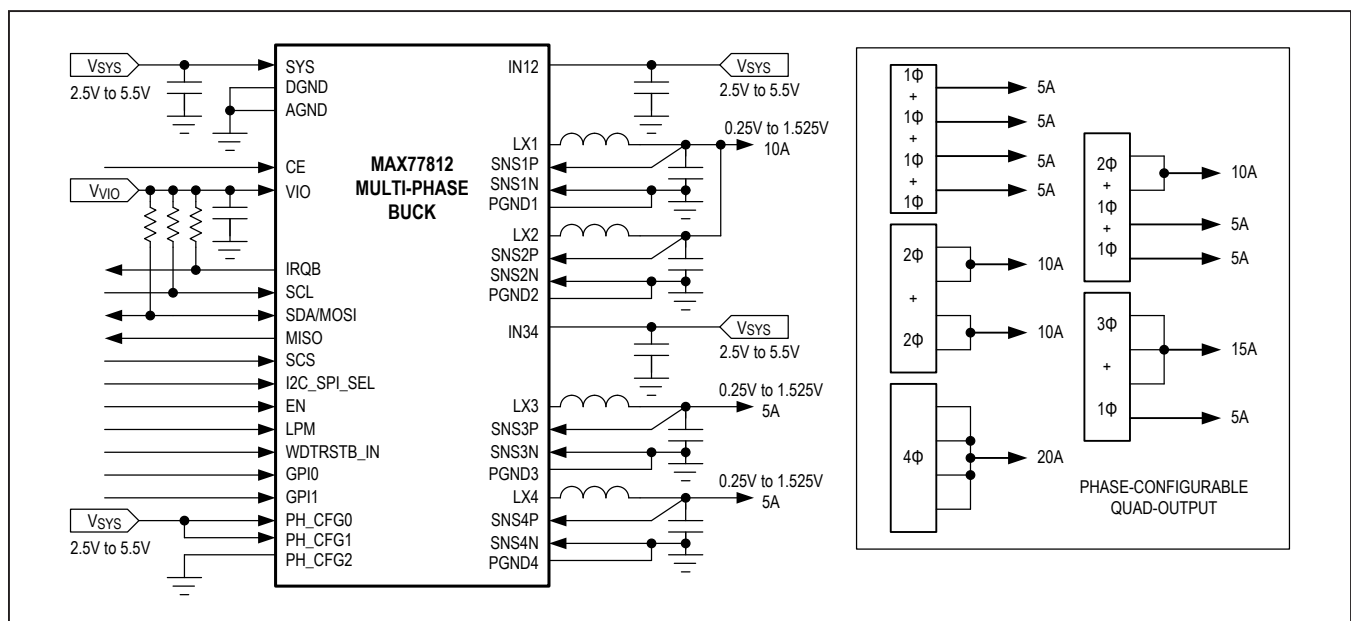 VSYS
2.5V to 5.5V
SYS
DGND
AGND
CE
VVIO
VIO
IRQB
SCL
SDA/MOSI
MISO
SCS
I2C_SPI_SEL
EN
LPM
WDTRSTB_IN
GPI0
GPI1
VSYS
2.5V to 5.5V
PH_CFG0
PH_CFG1
PH_CFG2
MAX77812
MULTI-PHASE
BUCK
IN12
VSYS
2.5V to 5.5V
LX1
0.25V to 1.525V
10A
SNS1P
SNS1N
PGND1
LX2
SNS2P
SNS2N
PGND2
IN34
VSYS
2.5V to 5.5V
LX3
0.25V to 1.525V
5A
SNS3P
SNS3N
PGND3
LX4
0.25V to 1.525V
5A
SNS4P
SNS4N
PGND4
1Φ
+
1Φ
+
1Φ
+
1Φ
5A
5A
5A
5A
2Φ
+
2Φ
10A
10A
4Φ
20A
2Φ
+
1Φ
+
1Φ
10A
5A
5A
3Φ
+
1Φ
15A
5A
PHASE-CONFIGURABLE
QUAD-OUTPUT